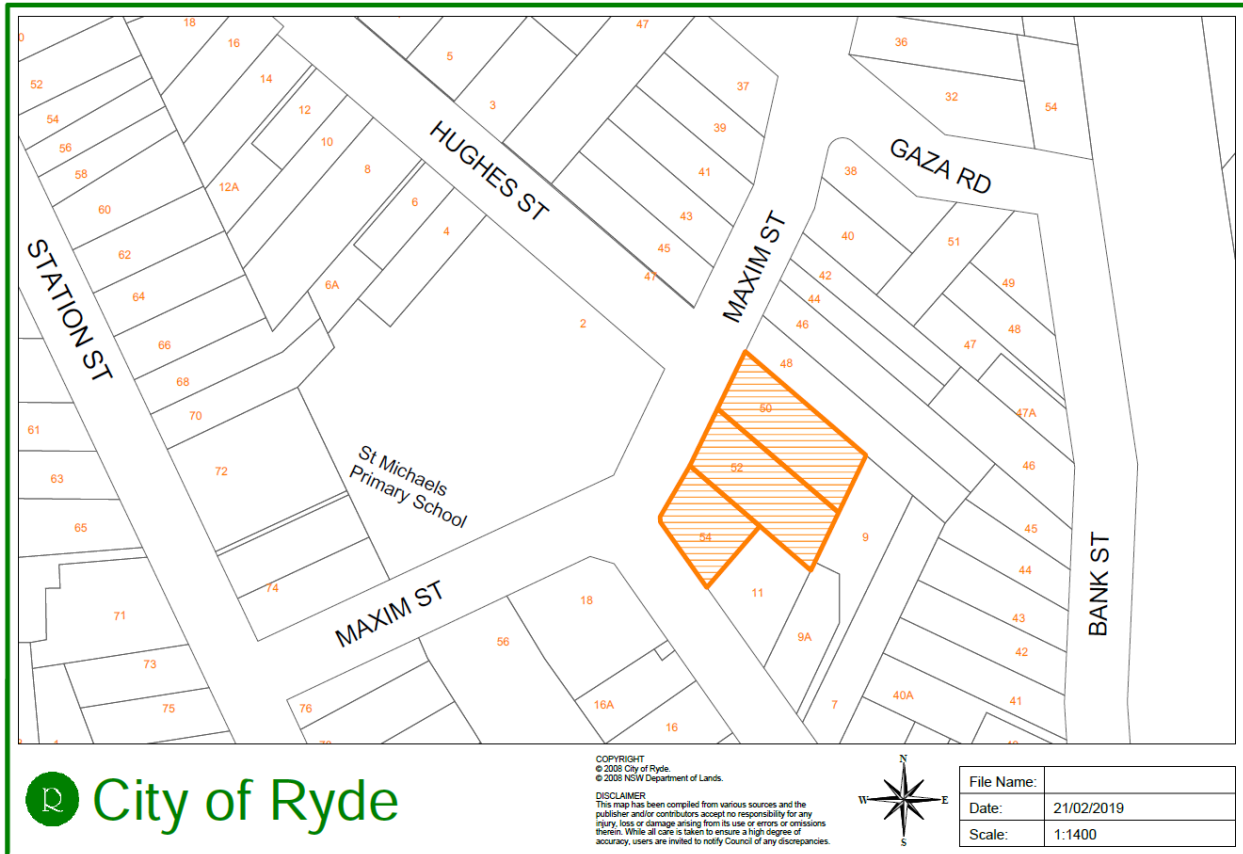 18
16
14
12
10
8
6
4
12A
6A
52
54
56
58
60
62
64
66
68
70
72
74
61
63
65
71
73
75
76
5
3
47
37
39
41
43
45
47
2
36
32
54
38
40
42
44
46
48
50
52
54
51
49
48
47
47A
46
45
44
43
42
41
40A
9
11
9A
7
18
56
16A
16
HUGHES ST
MAXIM ST
GAZA RD
STATION ST
St Michaels
Primary School
MAXIM ST
BANK ST
R
City of Ryde
COPYRIGHT
© 2008 City of Ryde.
© 2008 NSW Department of Lands.
DISCLAIMER
This map has been compiled from various sources and the
publisher and/or contributors accept no responsibility for any
injury, loss or damage arising from its use or errors or omissions
therein. While all care is taken to ensure a high degree of
accuracy, users are invited to notify Council of any discrepancies.
N
W
E
S
File Name:
Date: 21/02/2019
Scale: 1:1400